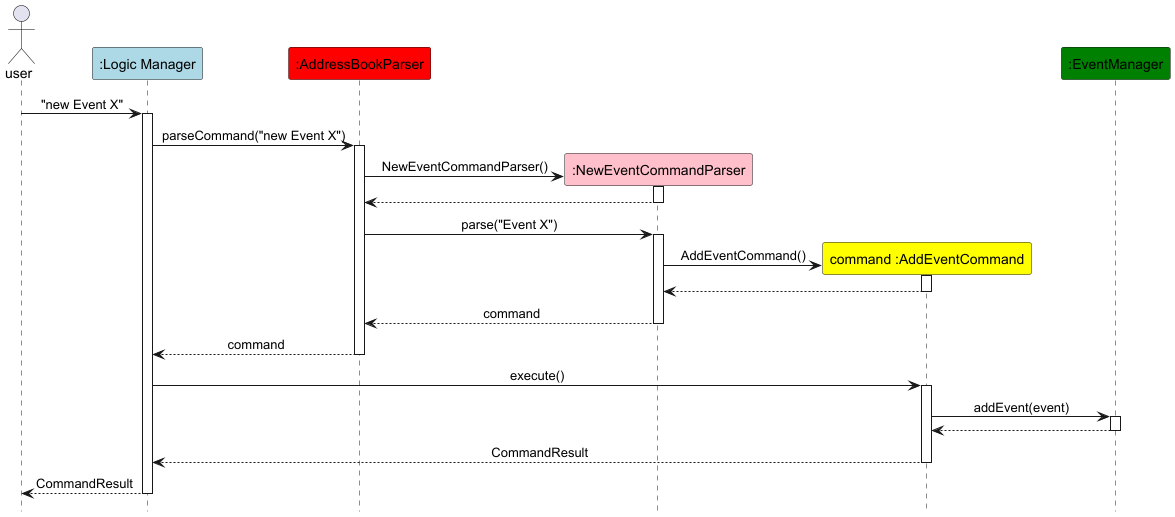 user
:Logic Manager
:AddressBookParser
:EventManager
"new Event X"
parseCommand("new Event X")
NewEventCommandParser()
:NewEventCommandParser
parse("Event X")
AddEventCommand()
command :AddEventCommand
command
command
execute()
addEvent(event)
CommandResult
CommandResult